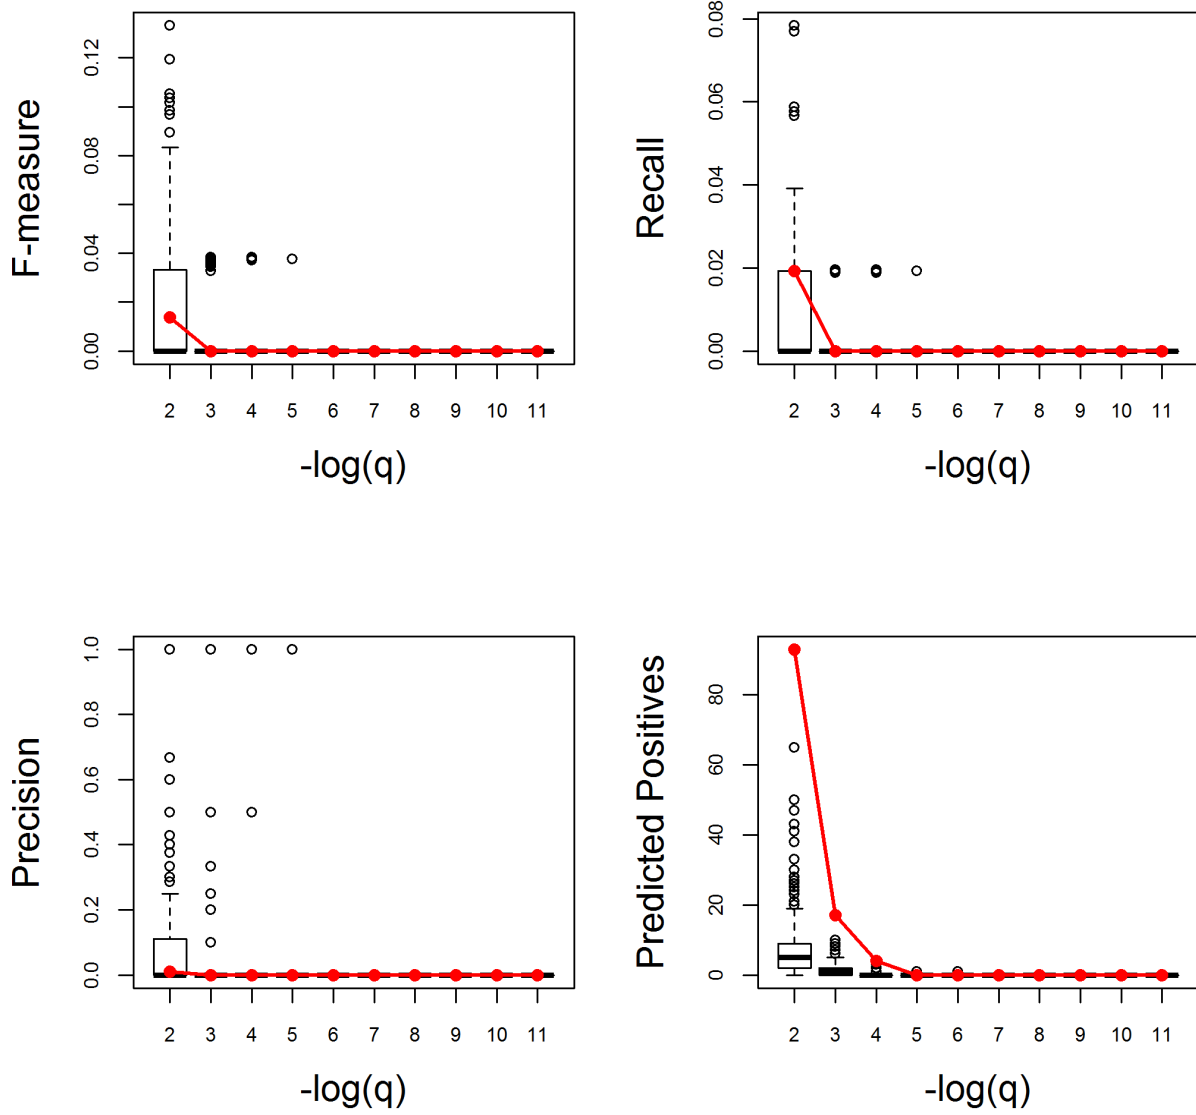 F-measure
0.12
0.08
0.04
0.00
2 3 4 5 6 7 8 9 10 11
-log(q)
Recall
0.08
0.06
0.04
0.02
0.00
2 3 4 5 6 7 8 9 10 11
-log(q)
Precision
1.0
0.8
0.6
0.4
0.2
0.0
2 3 4 5 6 7 8 9 10 11
-log(q)
Predicted Positives
80
60
40
20
0
2 3 4 5 6 7 8 9 10 11
-log(q)